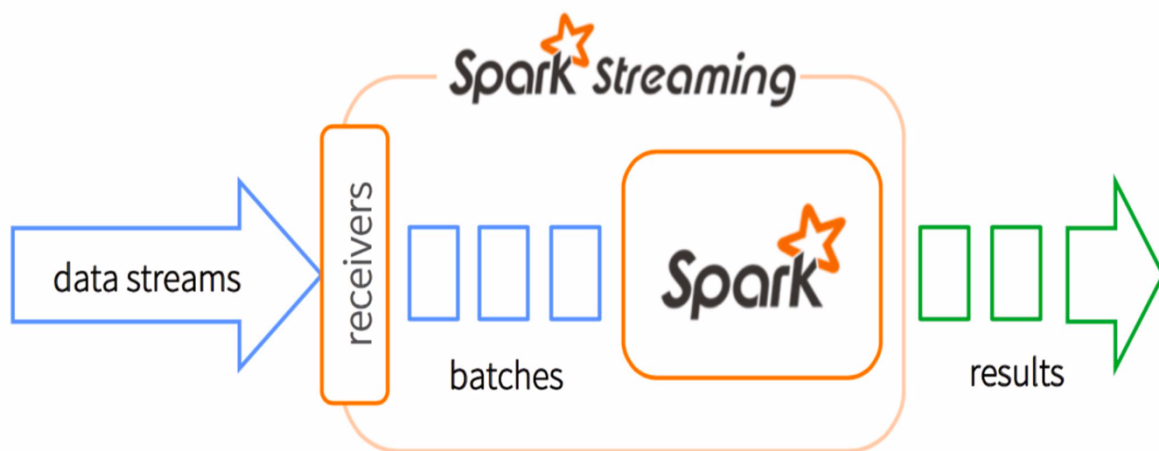 Spark Streaming
data streams
receivers
batches
Spark
results